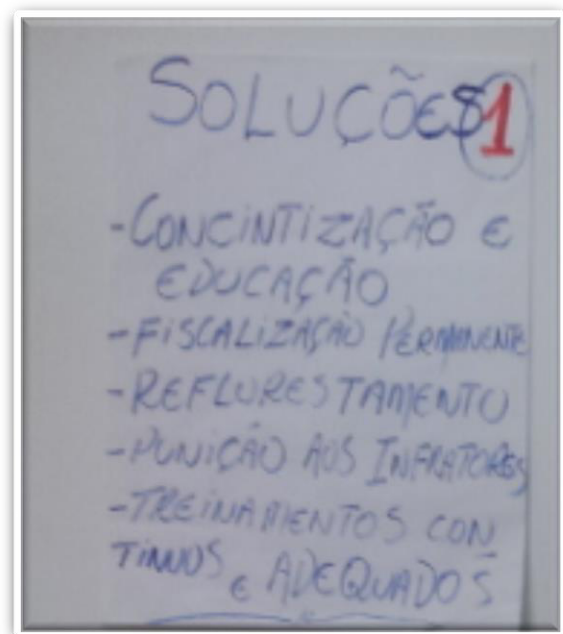 SOLUÇÕES 1
- CONCINTIZAÇÃO E
EDUCAÇÃO
- FISCALIZAÇÃO PERMANENTE
- REFLURESTAMENTO
- PUNIÇÃO AOS INFRATORES
- TREINAMENTOS CON
TINUOS E ADEQUADOS